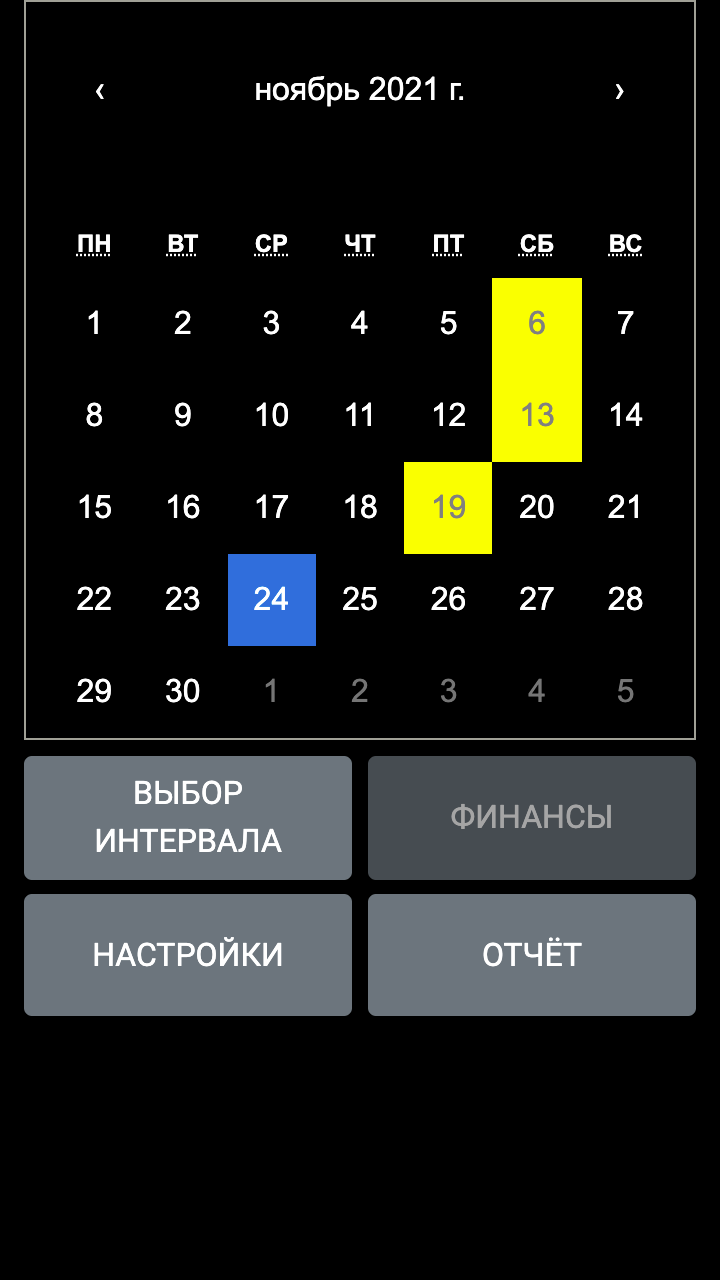 ‹ ноябрь 2021 г. ›
ПН ВТ СР ЧТ ПТ СБ ВС
1 2 3 4 5 6 7
8 9 10 11 12 13 14
15 16 17 18 19 20 21
22 23 24 25 26 27 28
29 30 1 2 3 4 5
ВЫБОР
ИНТЕРВАЛА
ФИНАНСЫ
НАСТРОЙКИ
ОТЧЁТ